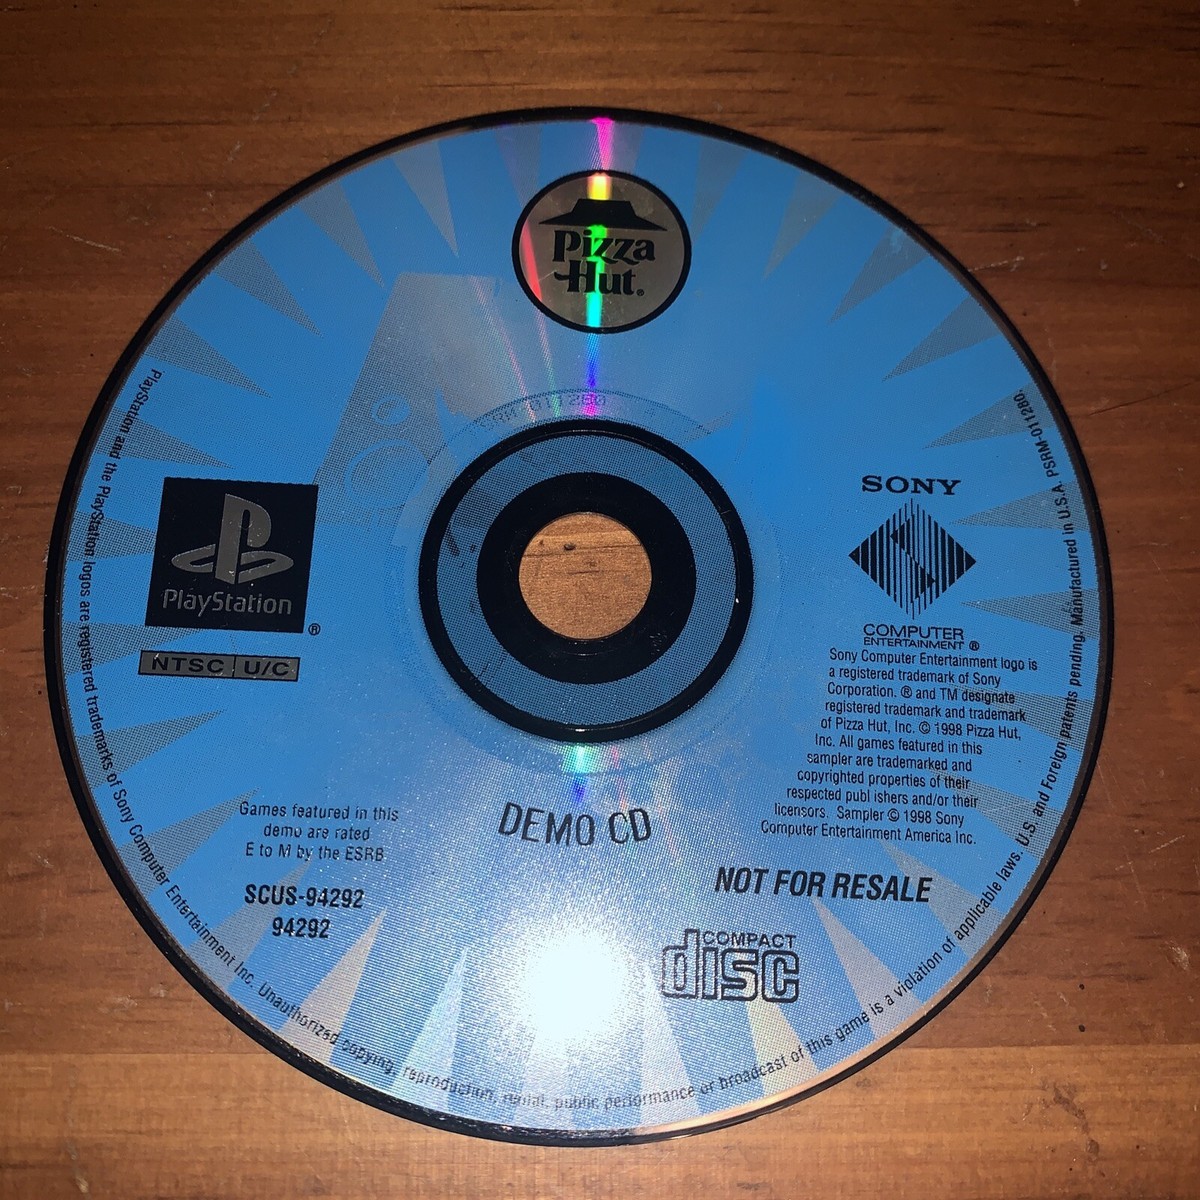 Pizza
Hut®
PlayStation®
NTSC U/C
SONY
COMPUTER
ENTERTAINMENT ®
Sony Computer Entertainment logo is
a registered trademark of Sony
Corporation. ® and TM designate
registered trademark and trademark
of Pizza Hut, Inc. © 1998 Pizza Hut,
Inc. All games featured in this
sampler are trademarked and
copyrighted properties of their
respected publishers and/or their
licensors. Sampler © 1998 Sony
Computer Entertainment America Inc.
Games featured in this
demo are rated
E to M by the ESRB
SCUS-94292
94292
DEMO CD
NOT FOR RESALE
COMPACT
disc
PlayStation and the PlayStation logos are registered trademarks of Sony Computer Entertainment Inc. Unauthorized copying, reproduction, rental, public performance or broadcast of this game is a violation of applicable laws. U.S. and Foreign patents pending. Manufactured in U.S.A. PSRM-011280.